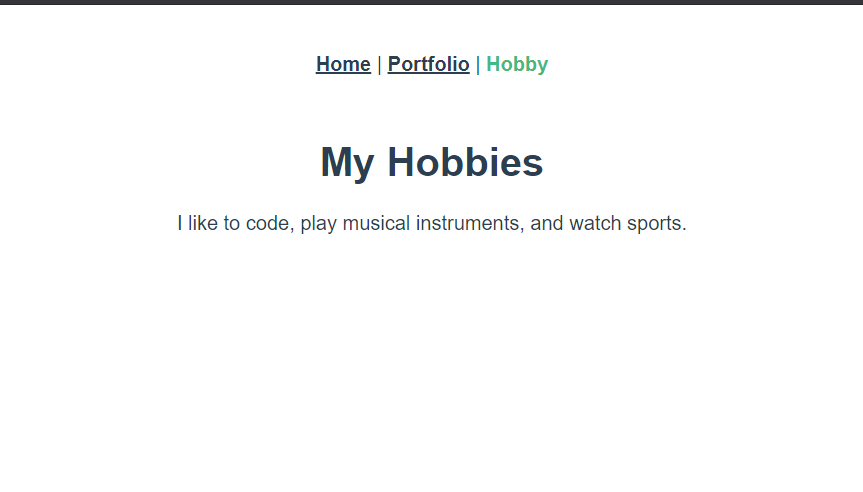 Home | Portfolio | Hobby
My Hobbies
I like to code, play musical instruments, and watch sports.